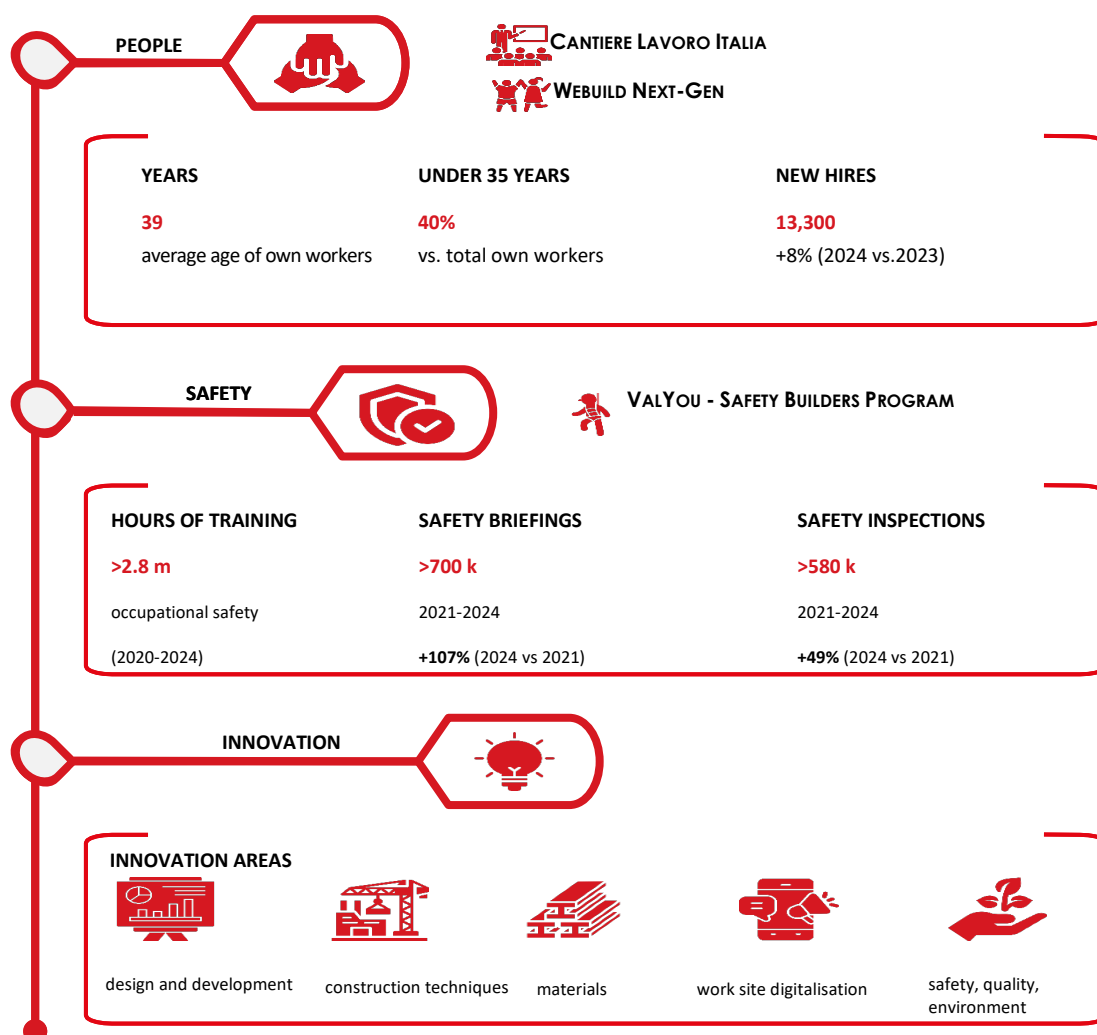 PEOPLE
CANTIERE LAVORO ITALIA
WEBUILD NEXT-GEN
YEARS
39
average age of own workers
UNDER 35 YEARS
40%
vs. total own workers
NEW HIRES
13,300
+8% (2024 vs.2023)
SAFETY
VALYOU - SAFETY BUILDERS PROGRAM
HOURS OF TRAINING
>2.8 m
occupational safety
(2020-2024)
SAFETY BRIEFINGS
>700 k
2021-2024
+107% (2024 vs 2021)
SAFETY INSPECTIONS
>580 k
2021-2024
+49% (2024 vs 2021)
INNOVATION
INNOVATION AREAS
design and development
construction techniques
materials
work site digitalisation
safety, quality,
environment